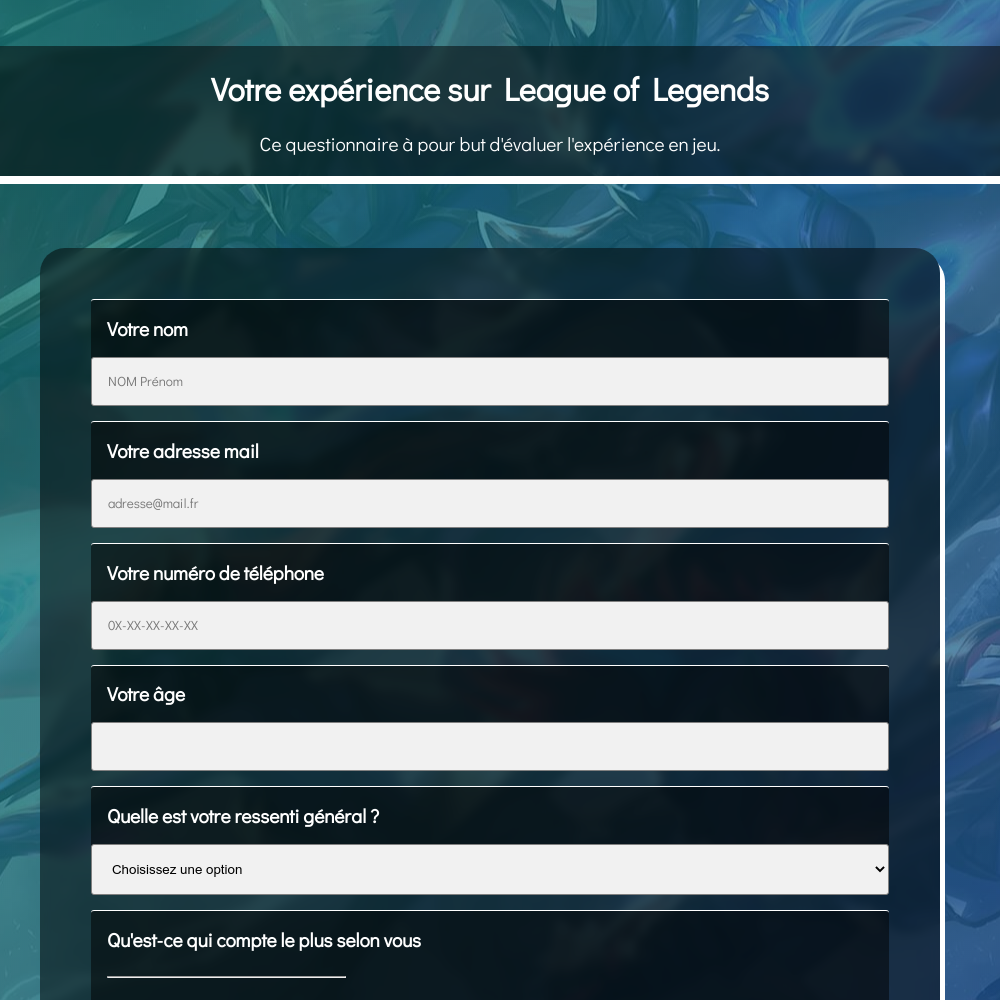 Votre expérience sur League of Legends
Ce questionnaire à pour but d'évaluer l'expérience en jeu.
Votre nom
NOM Prénom
Votre adresse mail
adresse@mail.fr
Votre numéro de téléphone
0X-XX-XX-XX-XX
Votre âge
Quelle est votre ressenti général ?
Choisissez une option
Qu'est-ce qui compte le plus selon vous